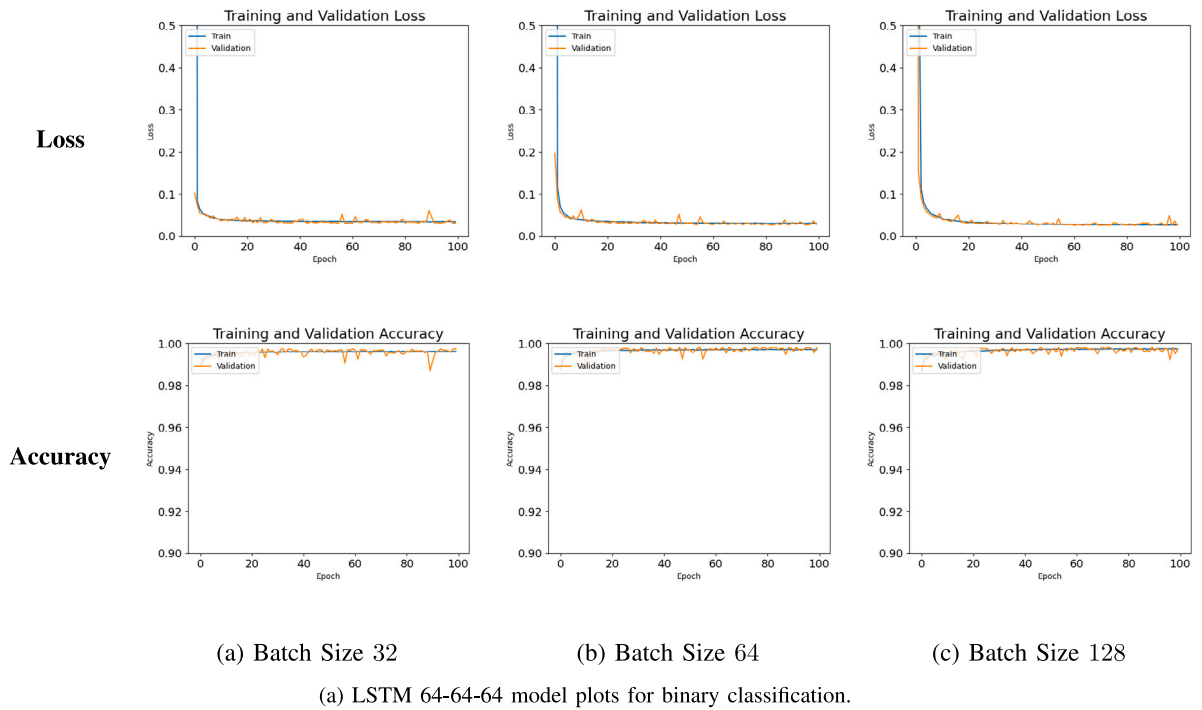 Training and Validation Loss Training and Validation Loss Training and Validation Loss
0.5 0.5 0.5
Train Train Train
Validation Validation Validation
0.4 0.4 0.4
0.3 0.3 0.3
Loss Loss Loss Loss
0.2 0.2 0.2
0.1 0.1 0.1
0.0 0.0 0.0
0 20 40 60 80 100 0 20 40 60 80 100 0 20 40 60 80 100
Epoch Epoch Epoch
Training and Validation Accuracy Training and Validation Accuracy Training and Validation Accuracy
1.00 1.00 1.00
Train Train Train
Validation Validation Validation
0.98 0.98 0.98
0.96 0.96 0.96
Accuracy Accuracy Accuracy Accuracy
0.94 0.94 0.94
0.92 0.92 0.92
0.90 0.90 0.90
0 20 40 60 80 100 0 20 40 60 80 100 0 20 40 60 80 100
Epoch Epoch Epoch
(a) Batch Size 32 (b) Batch Size 64 (c) Batch Size 128
(a) LSTM 64-64-64 model plots for binary classification.